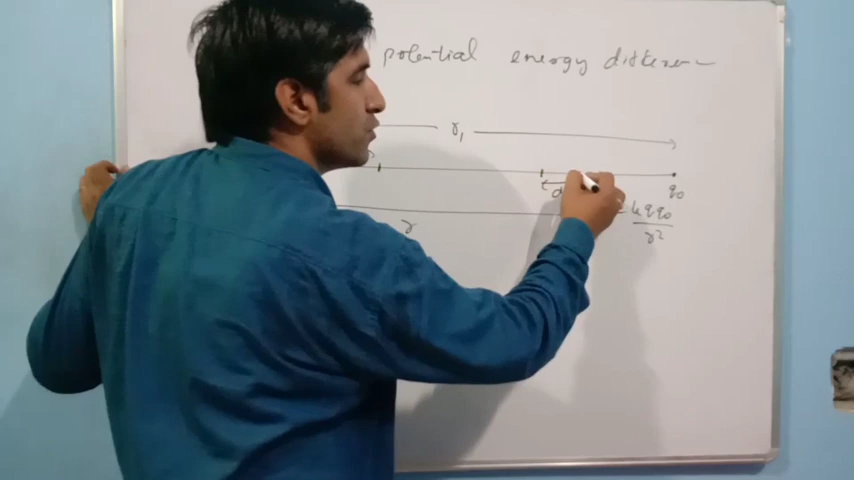 potential energy difference
r₁
q₀
d
r
kqq₀
r²